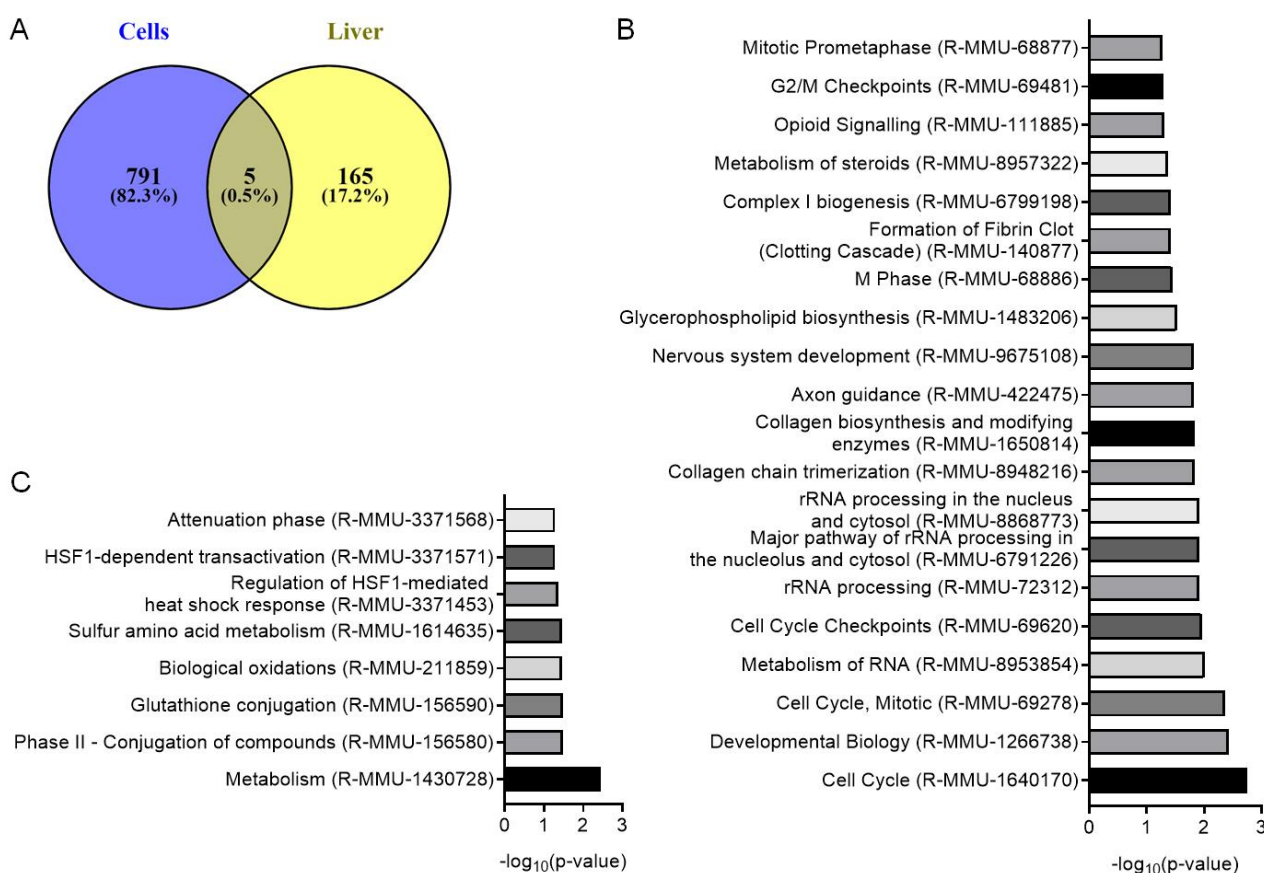 A
Cells
Liver
791
(82.3%)
5
(0.5%)
165
(17.2%)
B
Mitotic Prometaphase (R-MMU-68877)
G2/M Checkpoints (R-MMU-69481)
Opioid Signalling (R-MMU-111885)
Metabolism of steroids (R-MMU-8957322)
Complex I biogenesis (R-MMU-6799198)
Formation of Fibrin Clot
(Clotting Cascade) (R-MMU-140877)
M Phase (R-MMU-68886)
Glycerophospholipid biosynthesis (R-MMU-1483206)
Nervous system development (R-MMU-9675108)
Axon guidance (R-MMU-422475)
Collagen biosynthesis and modifying
enzymes (R-MMU-1650814)
Collagen chain trimerization (R-MMU-8948216)
rRNA processing in the nucleus
and cytosol (R-MMU-8868773)
Major pathway of rRNA processing in
the nucleolus and cytosol (R-MMU-6791226)
rRNA processing (R-MMU-72312)
Cell Cycle Checkpoints (R-MMU-69620)
Metabolism of RNA (R-MMU-8953854)
Cell Cycle, Mitotic (R-MMU-69278)
Developmental Biology (R-MMU-1266738)
Cell Cycle (R-MMU-1640170)
0 1 2 3
-log10(p-value)
C
Attenuation phase (R-MMU-3371568)
HSF1-dependent transactivation (R-MMU-3371571)
Regulation of HSF1-mediated
heat shock response (R-MMU-3371453)
Sulfur amino acid metabolism (R-MMU-1614635)
Biological oxidations (R-MMU-211859)
Glutathione conjugation (R-MMU-156590)
Phase II - Conjugation of compounds (R-MMU-156580)
Metabolism (R-MMU-1430728)
0 1 2 3
-log10(p-value)